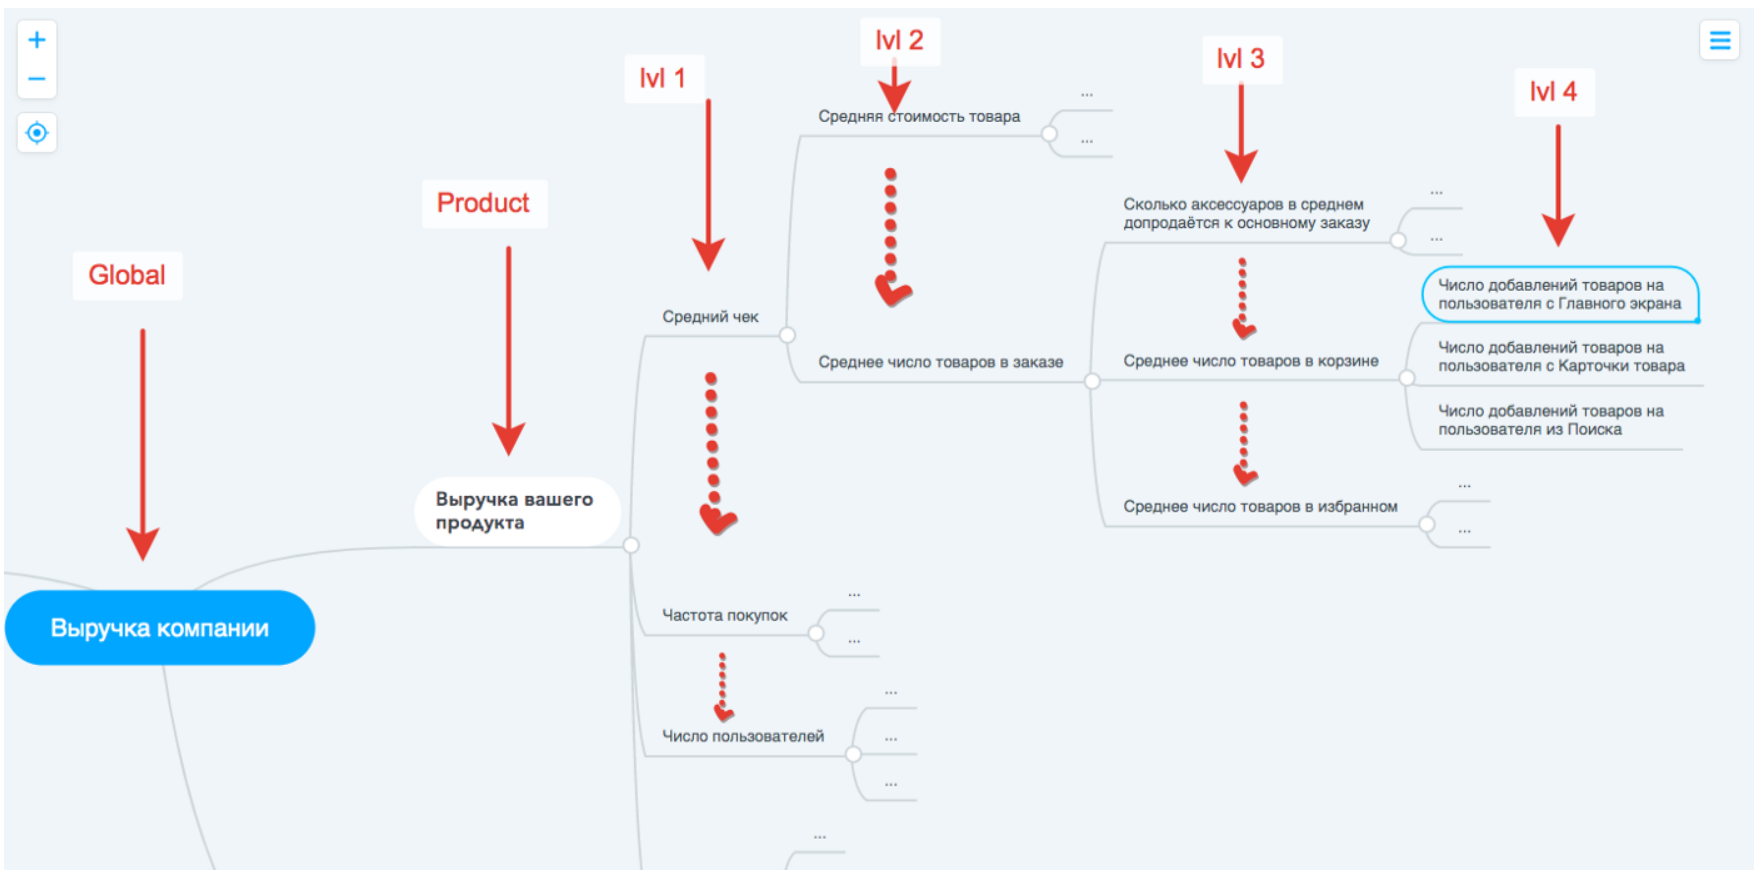 Global
Product
lvl 1
lvl 2
lvl 3
lvl 4
Выручка компании
Выручка вашего
продукта
Средний чек
Частота покупок
...
...
Число пользователей
...
...
...
...
Средняя стоимость товара
...
...
Среднее число товаров в заказе
Сколько аксессуаров в среднем
допродаётся к основному заказу
...
...
Среднее число товаров в корзине
Число добавлений товаров на
пользователя с Главного экрана
Число добавлений товаров на
пользователя с Карточки товара
Число добавлений товаров на
пользователя из Поиска
Среднее число товаров в избранном
...
...